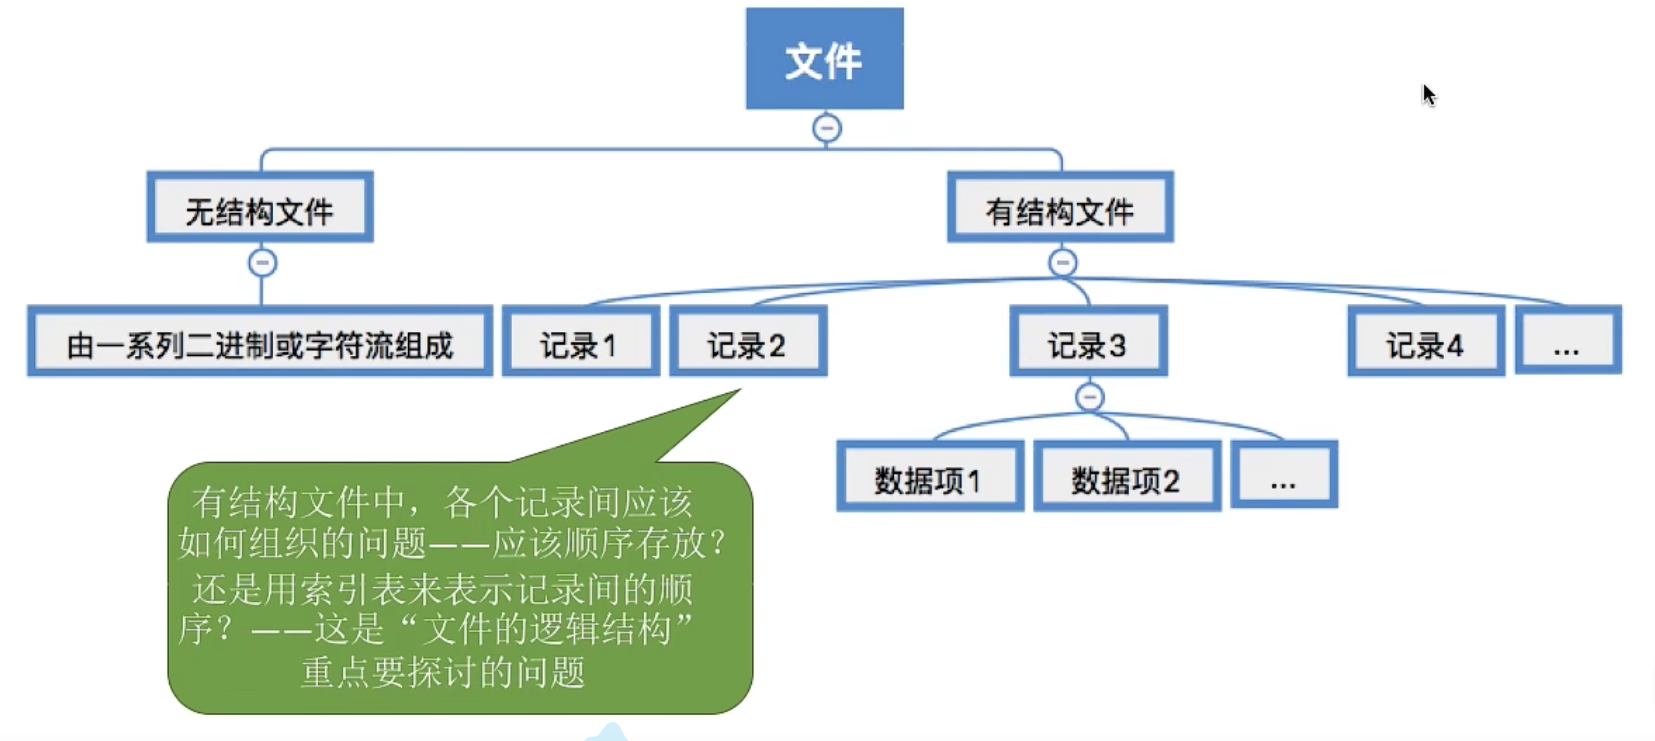 文件
无结构文件
有结构文件
由一系列二进制或字符流组成
记录1
记录2
记录3
记录4
...
数据项1
数据项2
...
有结构文件中，各个记录间应该
如何组织的问题——应该顺序存放？
还是用索引表来表示记录间的顺
序？——这是“文件的逻辑结构”
重点要探讨的问题